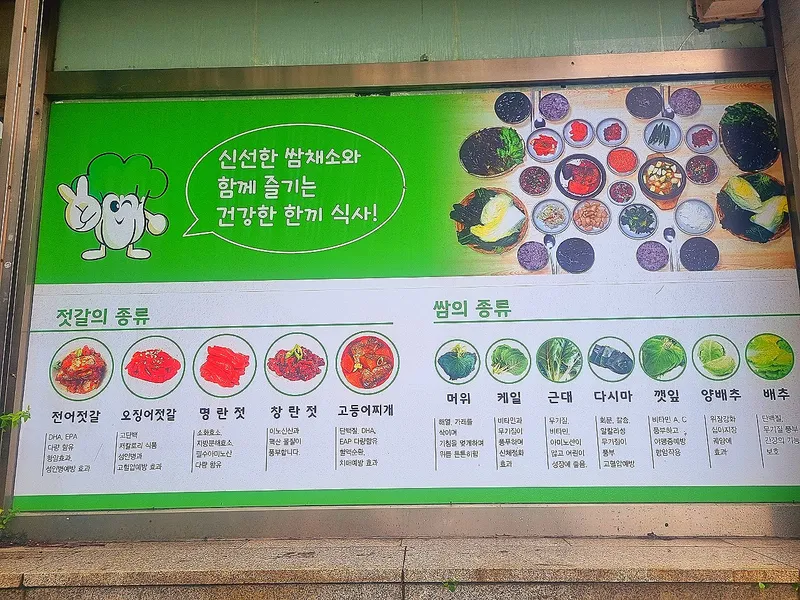 신선한 쌈채소와
함께 즐기는
건강한 한끼 식사!
젓갈의 종류
전어젓갈
DHA, EPA
다량 함유
항암효과,
성인병예방 효과
오징어젓갈
고단백
저칼로리 식품
성인병과
고혈압예방 효과
명란젓
소화효소
지방분해효소,
필수아미노산
다량 함유
창란젓
아미노산과
핵산 물질이
풍부합니다.
고등어찌개
단백질, DHA,
EAP 다량함유
혈액순환,
치매예방 효과
쌈의 종류
머위
해열, 가래를
삭이며
기침을 멎게하며
위를 튼튼히함
케일
비타민과
무기질이
풍부하며
신체정화
효과
근대
무기질,
비타민,
아미노산이
많고 어린이
성장에 좋음.
다시마
회분, 칼슘,
알칼리성
무기질이
풍부
고혈압예방
깻잎
비타민 A, C
풍부하고
야맹증예방
항암작용
양배추
위점강화
십이지장
궤양에
효과
배추
단백질,
무기질 풍부
간장의 기능
보호